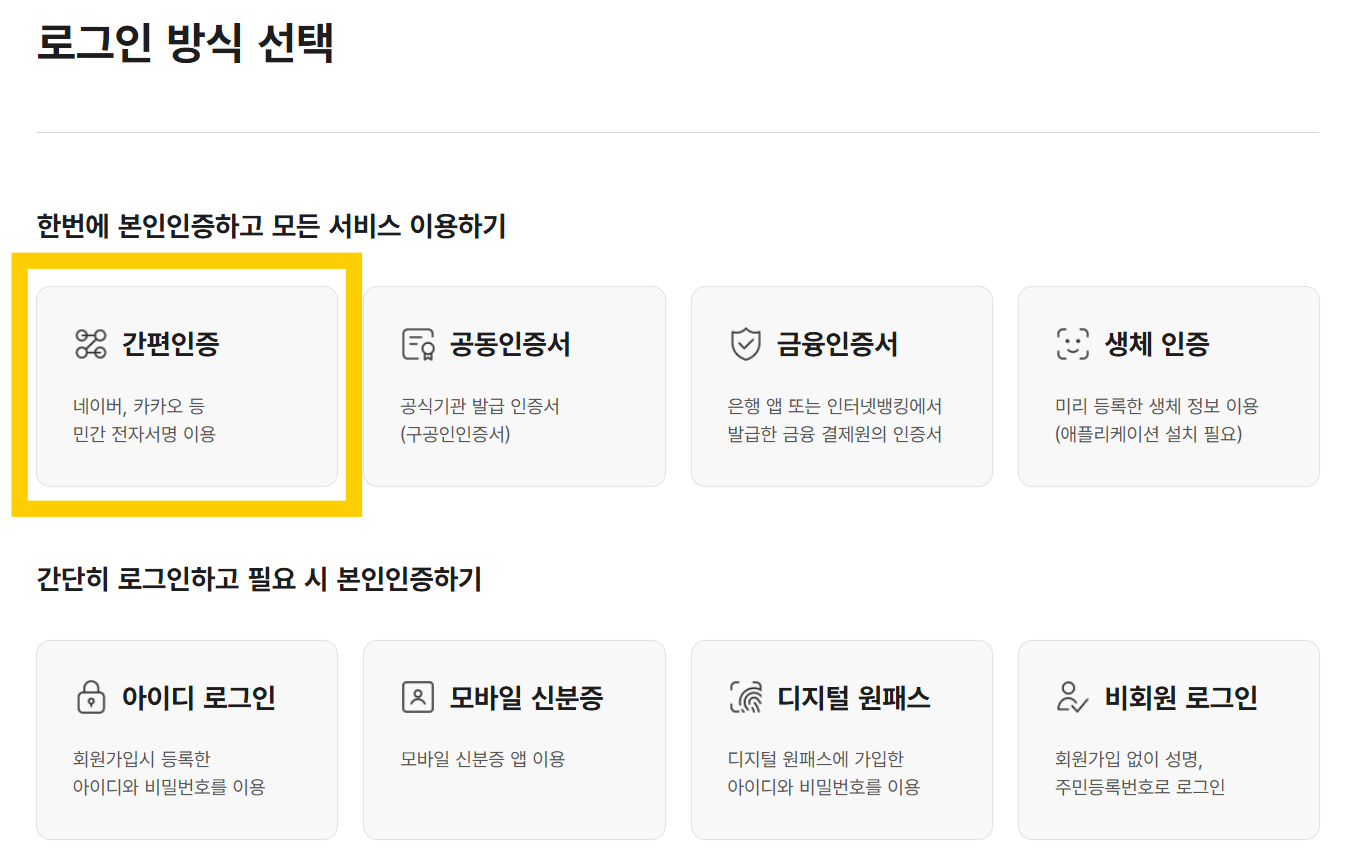 로그인 방식 선택
한번에 본인인증하고 모든 서비스 이용하기
간편인증
네이버, 카카오 등
민간 전자서명 이용
공동인증서
공식기관 발급 인증서
(구공인인증서)
금융인증서
은행 앱 또는 인터넷뱅킹에서
발급한 금융 결제원의 인증서
생체 인증
미리 등록한 생체 정보 이용
(애플리케이션 설치 필요)
간단히 로그인하고 필요 시 본인인증하기
아이디 로그인
회원가입시 등록한
아이디와 비밀번호를 이용
모바일 신분증
모바일 신분증 앱 이용
디지털 원패스
디지털 원패스에 가입한
아이디와 비밀번호를 이용
비회원 로그인
회원가입 없이 성명,
주민등록번호로 로그인